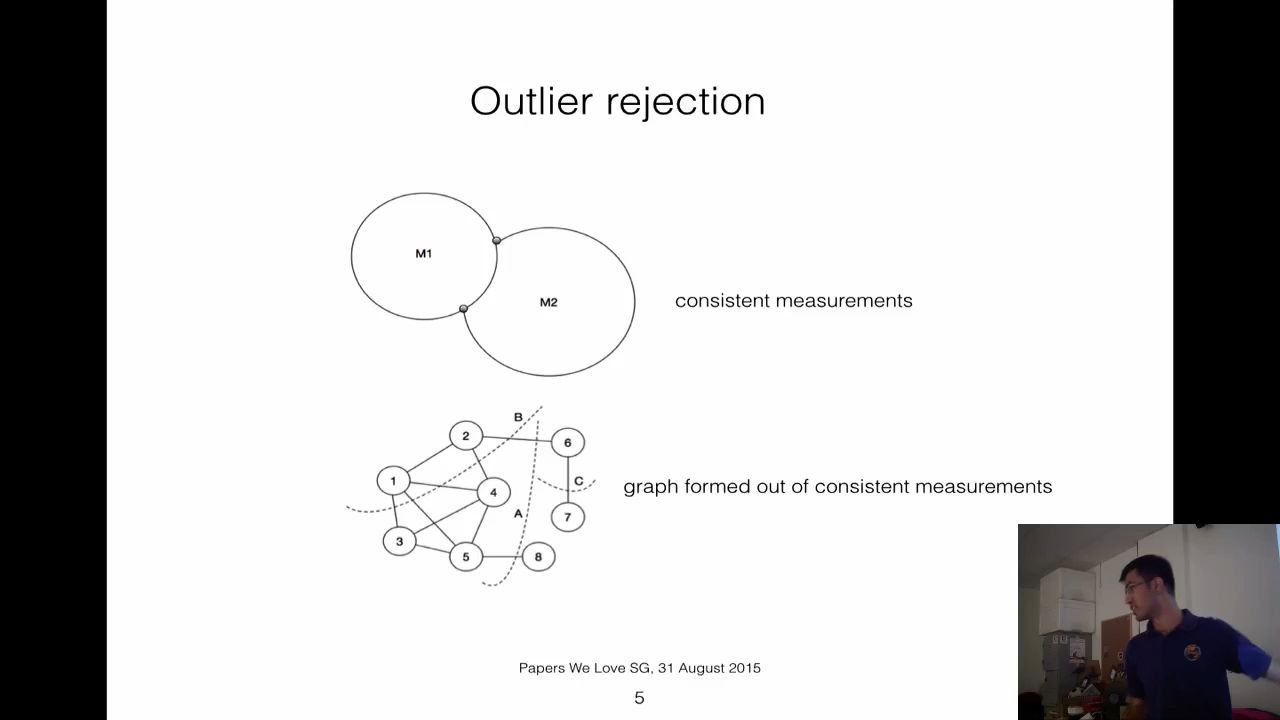 Outlier rejection
M1
M2
consistent measurements
B
2
6
1
4
C
graph formed out of consistent measurements
A
7
3
5
8
Papers We Love SG, 31 August 2015
5